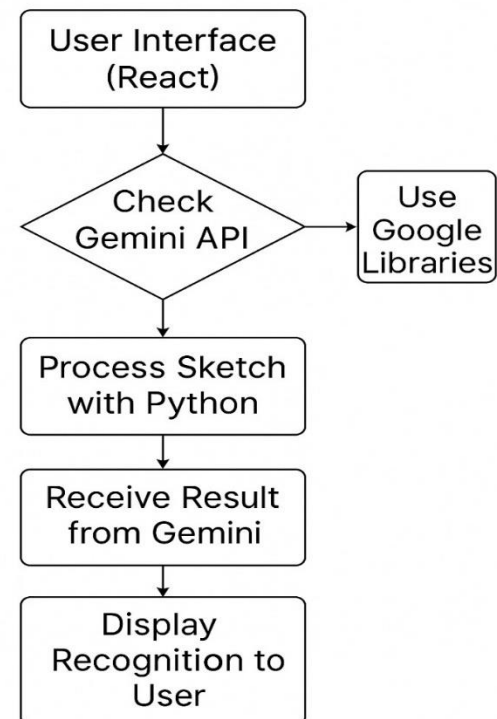 User Interface
(React)
Check
Gemini API
Use
Google
Libraries
Process Sketch
with Python
Receive Result
from Gemini
Display
Recognition to
User